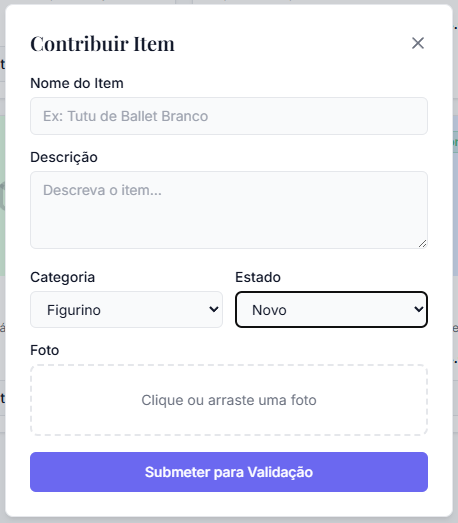 Contribuir Item
Nome do Item
Ex: Tutu de Ballet Branco
Descrição
Descreva o item...
Categoria Estado
Figurino Novo
Foto
Clique ou arraste uma foto
Submeter para Validação